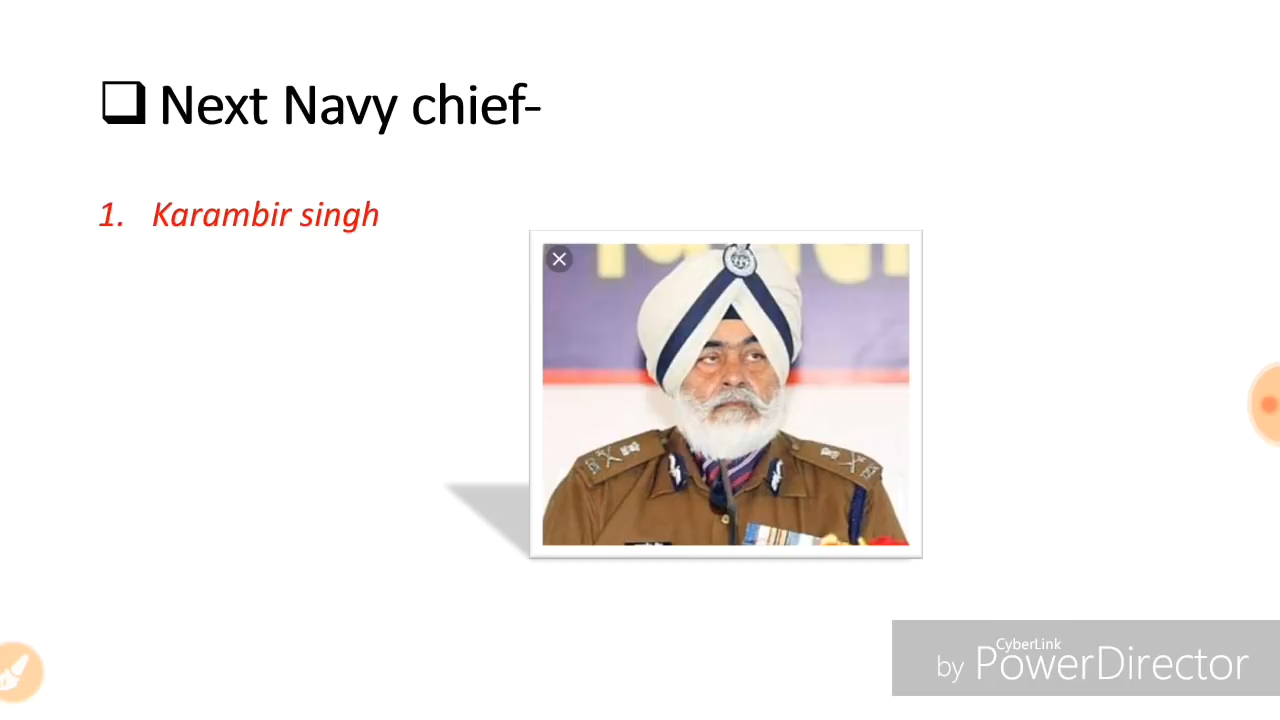 Next Navy chief-
1. Karambir singh
CyberLink
by PowerDirector